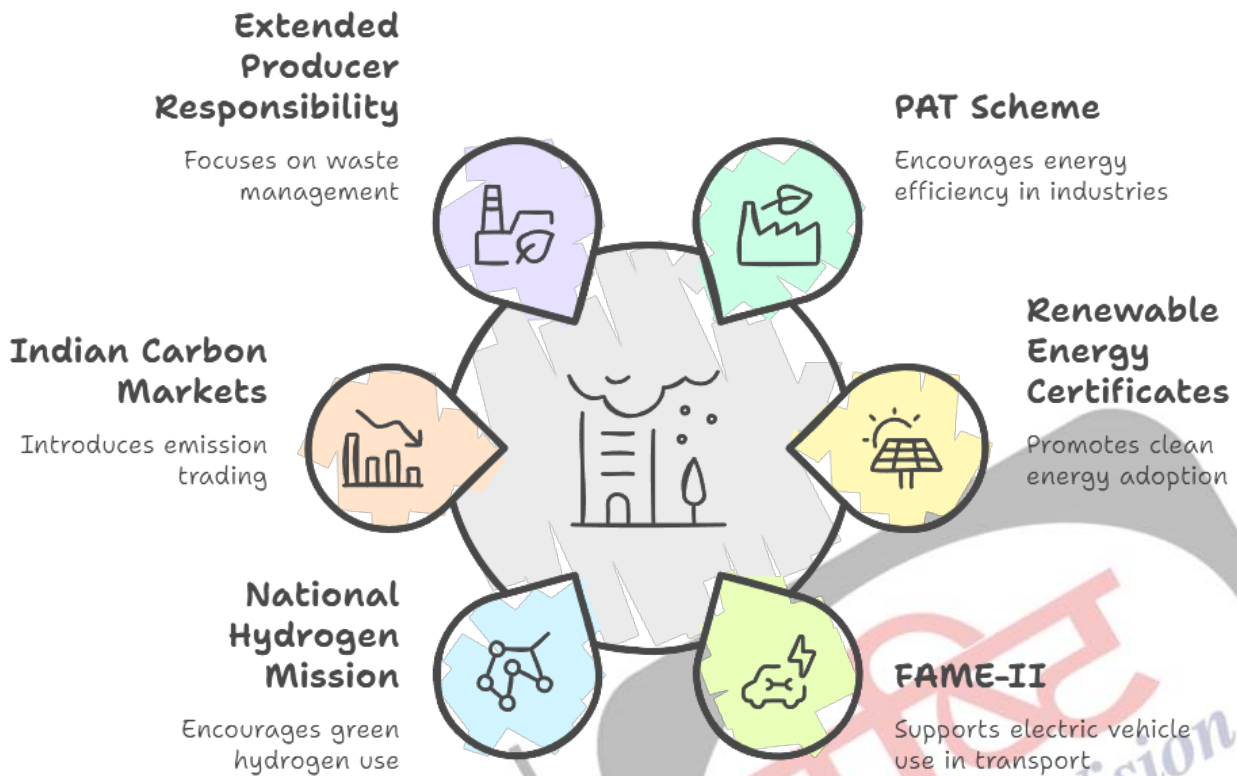 Extended
Producer
Responsibility
Focuses on waste
management
PAT Scheme
Encourages energy
efficiency in industries
Indian Carbon
Markets
Introduces emission
trading
Renewable
Energy
Certificates
Promotes clean
energy adoption
National
Hydrogen
Mission
Encourages green
hydrogen use
FAME-II
Supports electric vehicle
use in transport